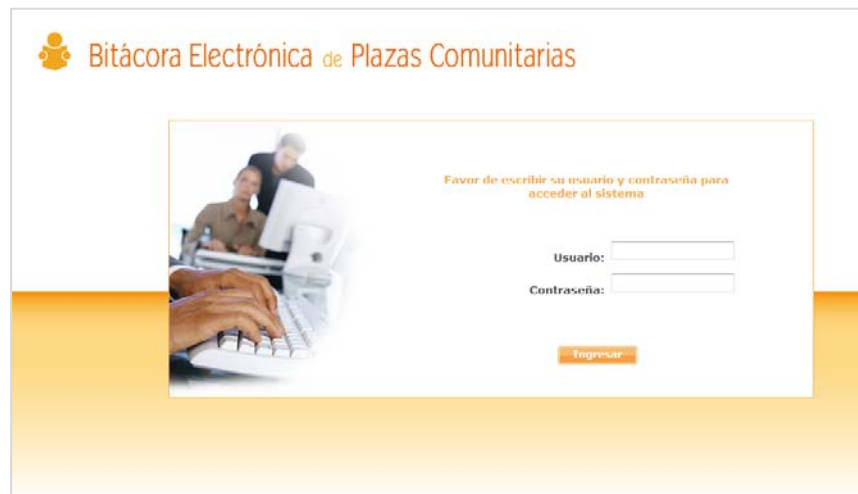 Bitácora Electrónica de Plazas Comunitarias
Favor de escribir su usuario y contraseña para
acceder al sistema
Usuario:
Contraseña:
Ingresar